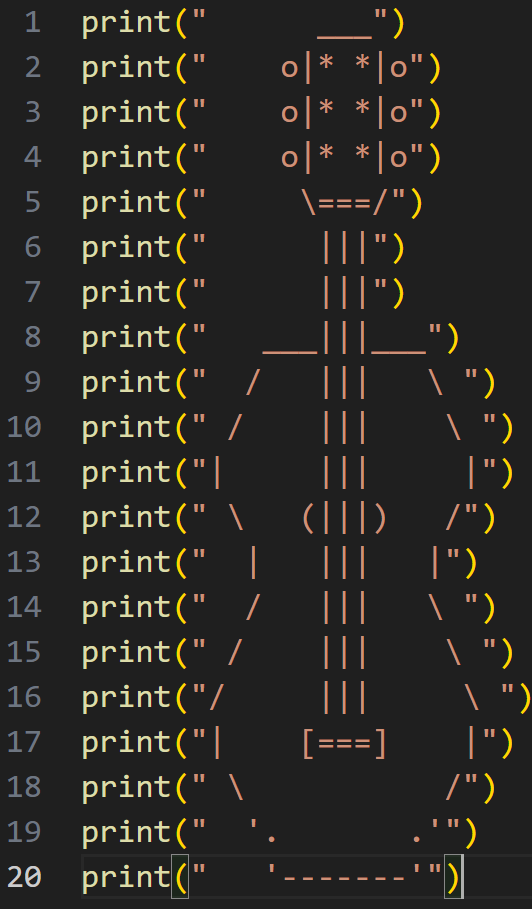 1 print("      ___")
2 print("    o|* *|o")
3 print("    o|* *|o")
4 print("    o|* *|o")
5 print("     \===/")
6 print("      |||")
7 print("      |||")
8 print("   ___|||___")
9 print("  /   |||   \ ")
10 print(" /    |||    \ ")
11 print("|     |||     |")
12 print(" \   (|||)   /")
13 print("  |   |||   |")
14 print("  /   |||   \ ")
15 print(" /    |||    \ ")
16 print("/     |||     \ ")
17 print("|    [===]    |")
18 print(" \           /")
19 print("  '.       .'")
20 print("   '-------'")